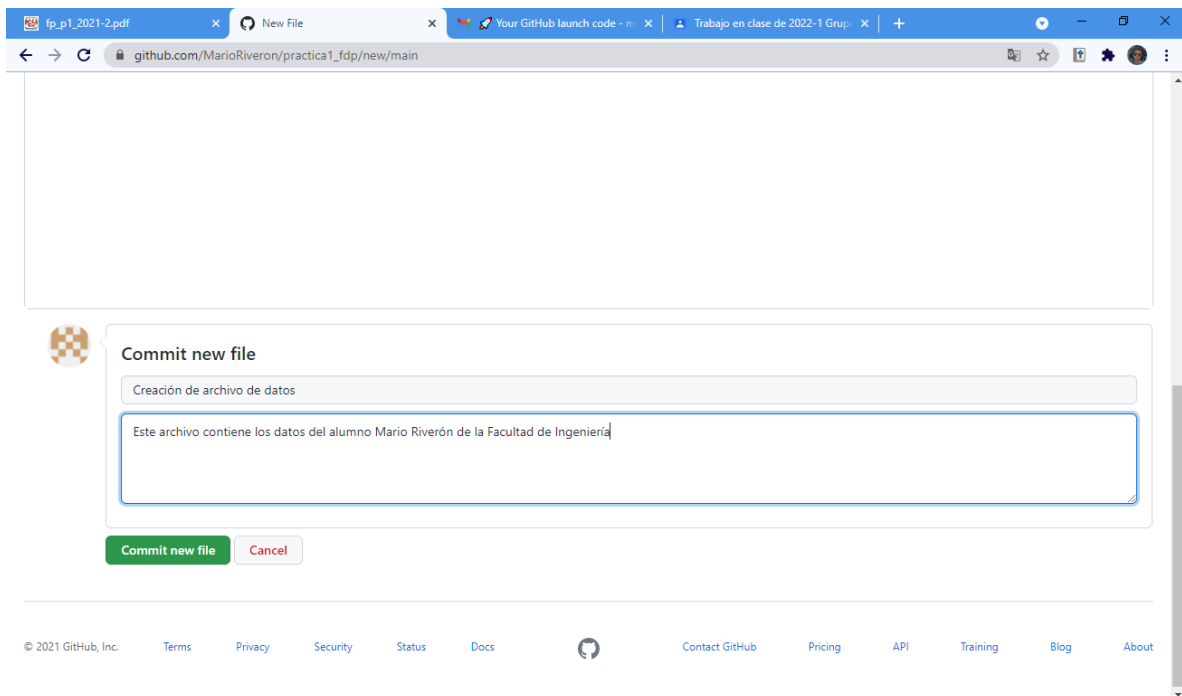 fp_p1_2021-2.pdf
New File
Your GitHub launch code - m
Trabajo en clase de 2022-1 Grup
github.com/MarioRiveron/practica1_fdp/new/main
Commit new file
Creación de archivo de datos
Este archivo contiene los datos del alumno Mario Riverón de la Facultad de Ingeniería
Commit new file Cancel
© 2021 GitHub, Inc. Terms Privacy Security Status Docs Contact GitHub Pricing API Training Blog About